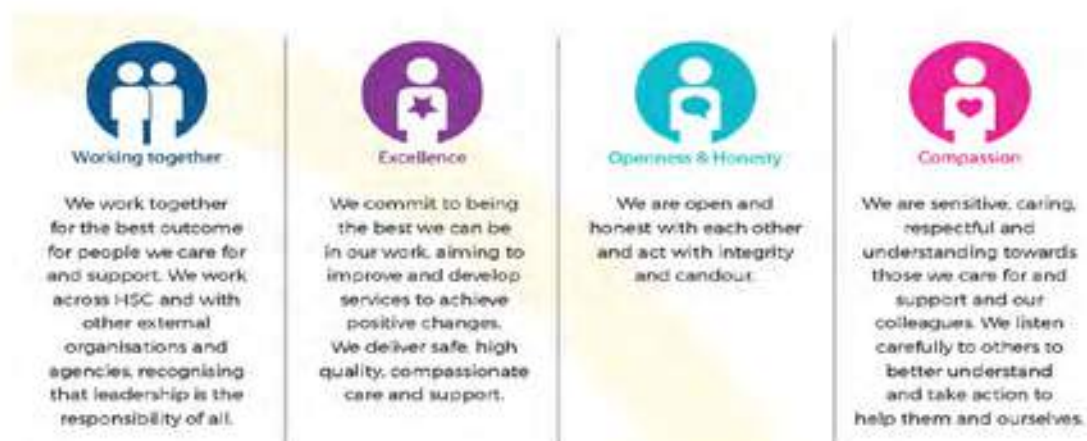 Working together
We work together
for the best outcome
for people we care for
and support. We work
across HSC and with
other external
organisations and
agencies, recognising
that leadership is the
responsibility of all.
Excellence
We commit to being
the best we can be
in our work, aiming to
improve and develop
services to achieve
positive changes.
We deliver safe, high
quality, compassionate
care and support.
Openness & Honesty
We are open and
honest with each other
and act with integrity
and candour.
Compassion
We are sensitive, caring,
respectful and
understanding towards
those we care for and
support and our
colleagues. We listen
carefully to others to
better understand
and take action to
help them and ourselves.